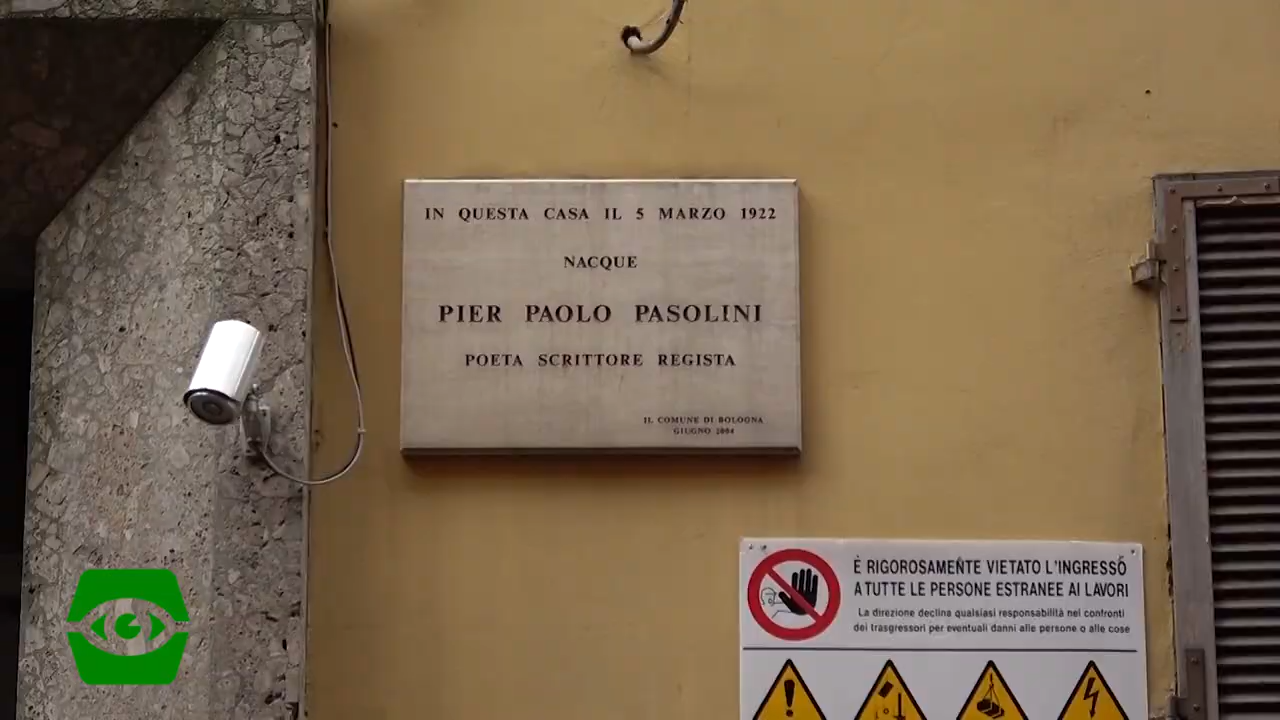 IN QUESTA CASA IL 5 MARZO 1922
NACQUE
PIER PAOLO PASOLINI
POETA SCRITTORE REGISTA
IL COMUNE DI BOLOGNA
GIUGNO 2004
È RIGOROSAMENTE VIETATO L'INGRESSO
A TUTTE LE PERSONE ESTRANEE AI LAVORI
La direzione declina qualsiasi responsabilità nei confronti
dei trasgressori per eventuali danni alle persone o alle cose